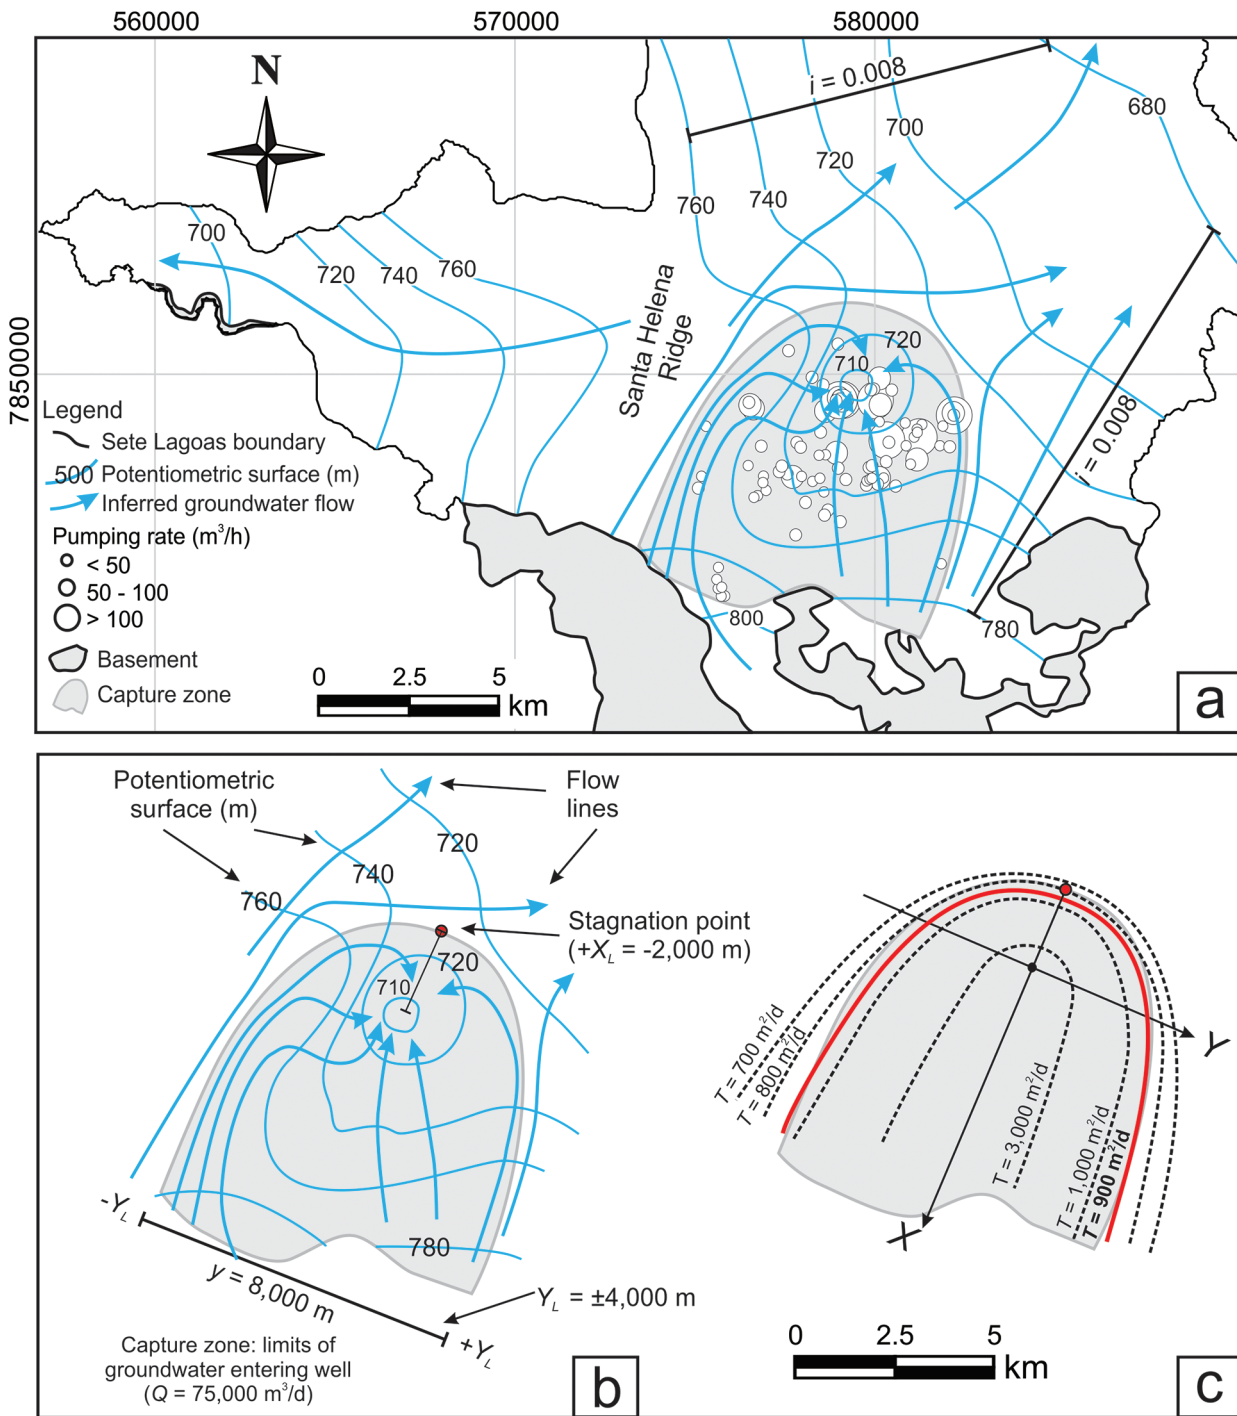 560000
570000
580000
N
i = 0.008
680
700
720
740
760
700
720
740
760
Santa Helena
Ridge
7850000
720
710
i = 0.008
Legend
Sete Lagoas boundary
500 Potentiometric surface (m)
Inferred groundwater flow
Pumping rate (m³/h)
< 50
50 - 100
> 100
Basement
Capture zone
0 2.5 5
km
800
780
a
Potentiometric
surface (m)
Flow
lines
720
740
760
Stagnation point
(+X_L = -2,000 m)
720
710
-Y_L
780
y = 8,000 m
Y_L = ±4,000 m
+Y_L
Capture zone: limits of
groundwater entering well
(Q = 75,000 m³/d)
b
T = 700 m²/d
T = 800 m²/d
T = 3,000 m²/d
T = 1,000 m²/d
T = 900 m²/d
Y
X
0 2.5 5
km
c